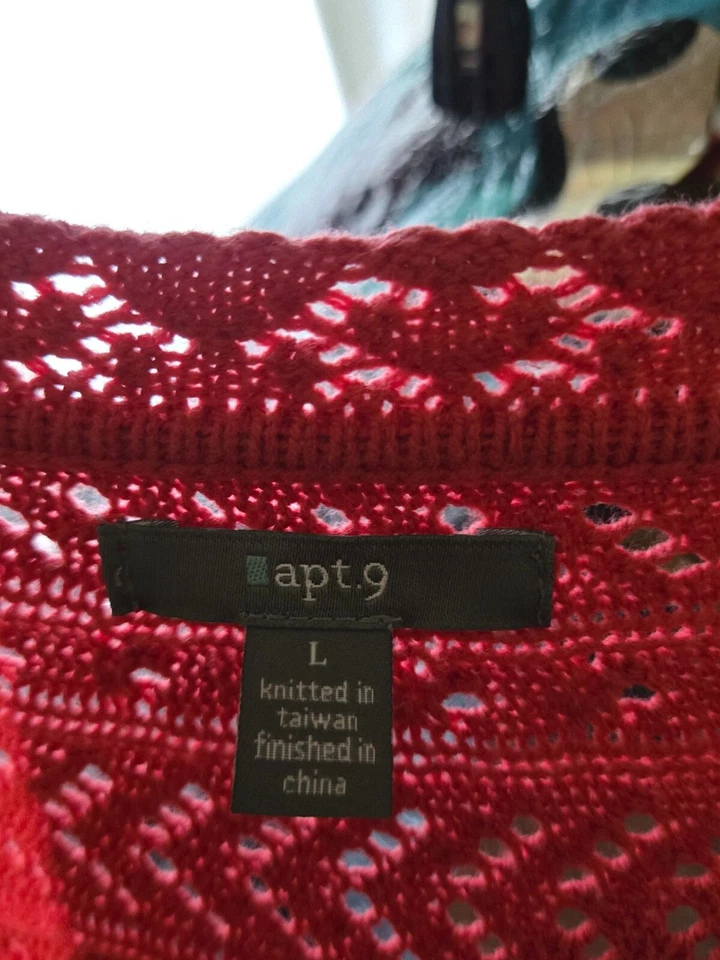 apt.9
L
knitted in
taiwan
finished in
china